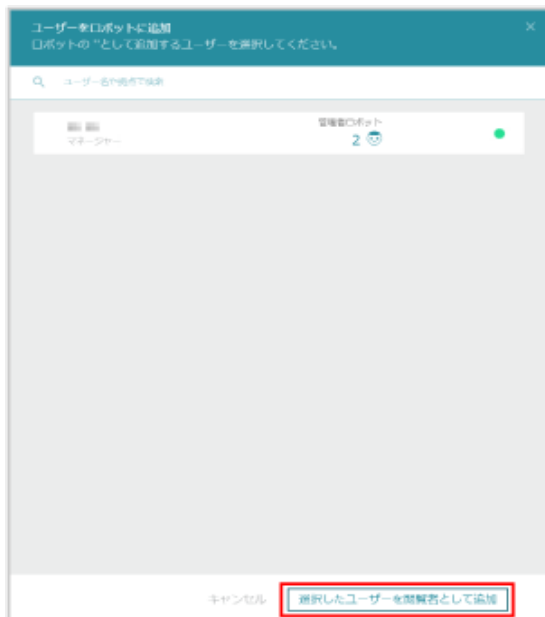 ユーザーをロボットに追加
ロボットの "として追加するユーザーを選択してください。
ユーザー名や拠点で検索
管理者ロボット
マネージャー
2
キャンセル
選択したユーザーを閲覧者として追加